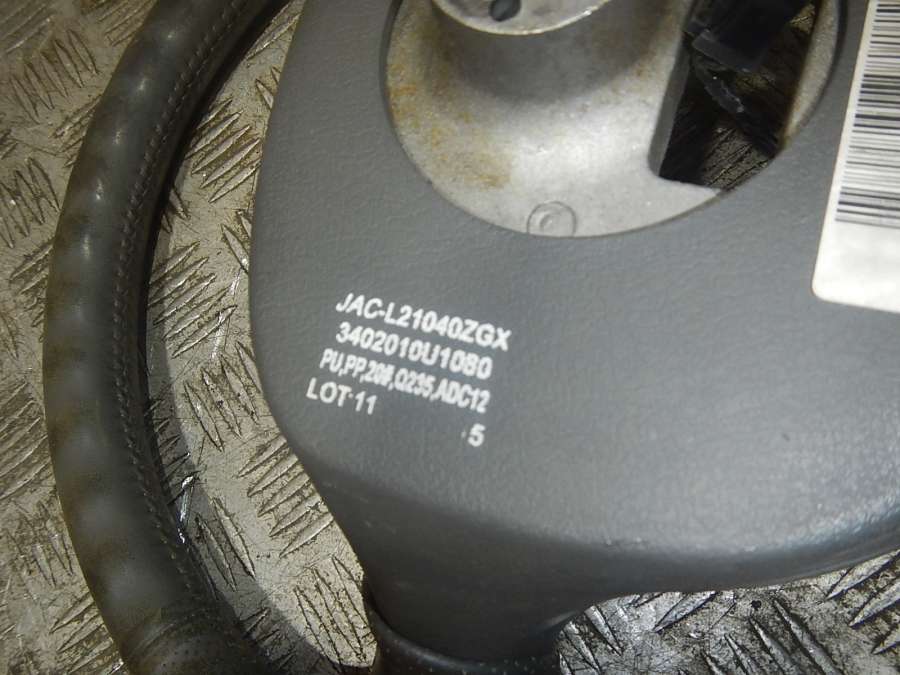 JAC-L21040ZGX
3402010U1080
PU,PP,20#,Q235,ADC12
LOT 11
5